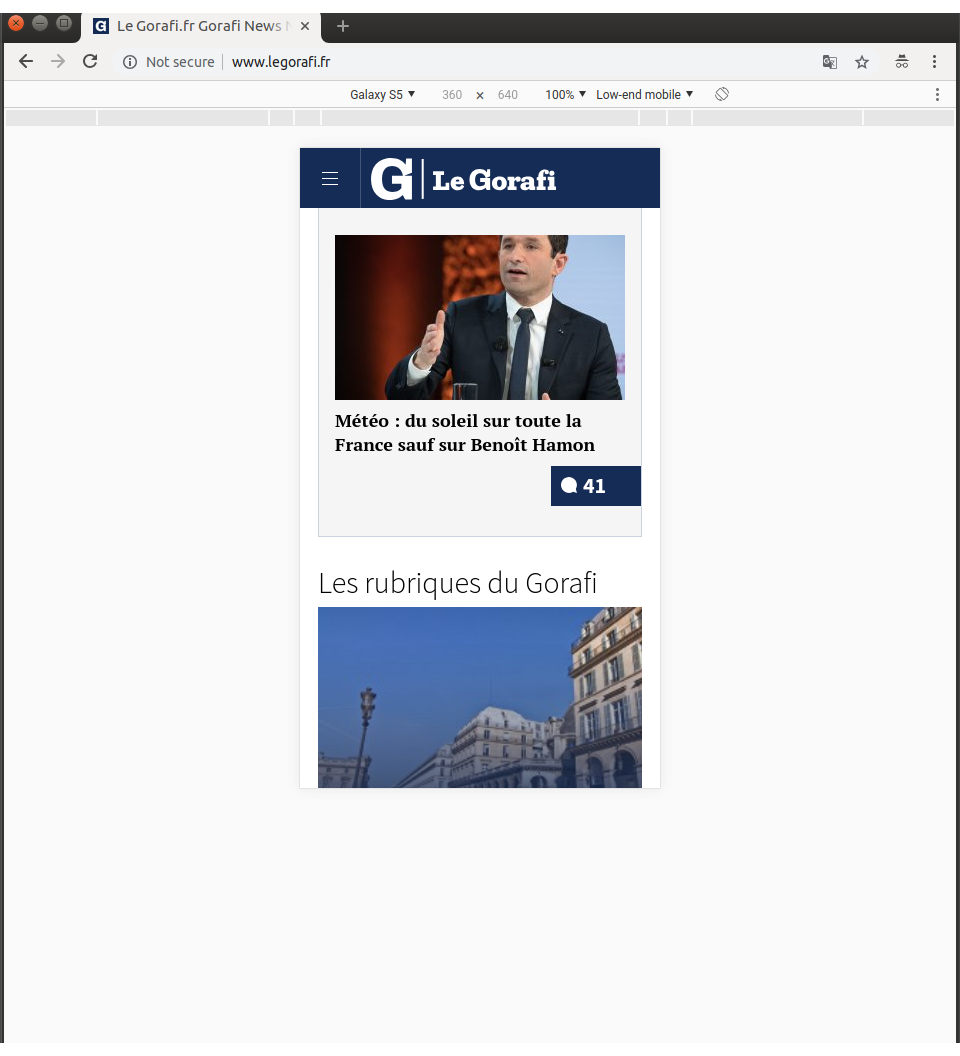 Le Gorafi.fr Gorafi News
Not secure
www.legorafi.fr
Galaxy S5
360
×
640
100%
Low-end mobile
G
Le Gorafi
Météo : du soleil sur toute la
France sauf sur Benoît Hamon
41
Les rubriques du Gorafi